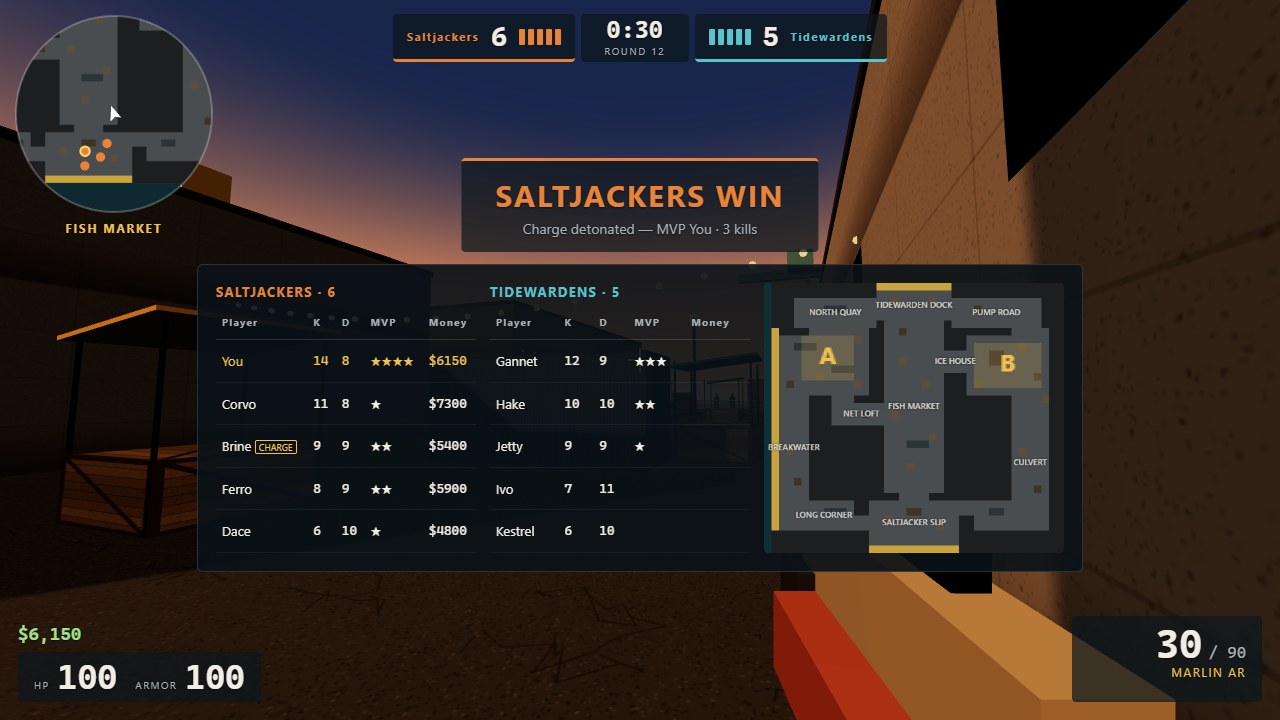 Saltjackers 6
0:30
ROUND 12
5 Tidewardens
FISH MARKET
SALTJACKERS WIN
Charge detonated — MVP You · 3 kills
SALTJACKERS · 6
Player K D MVP Money
You 14 8 ★★★★ $6150
Corvo 11 8 ★ $7300
Brine CHARGE 9 9 ★★ $5400
Ferro 8 9 ★★ $5900
Dace 6 10 ★ $4800
TIDEWARDENS · 5
Player K D MVP Money
Gannet 12 9 ★★★
Hake 10 10 ★★
Jetty 9 9 ★
Ivo 7 11
Kestrel 6 10
TIDEWARDEN DOCK
NORTH QUAY
PUMP ROAD
A
ICE HOUSE
B
NET LOFT
FISH MARKET
BREAKWATER
CULVERT
LONG CORNER
SALTJACKER SLIP
$6,150
HP 100 ARMOR 100
30 / 90
MARLIN AR